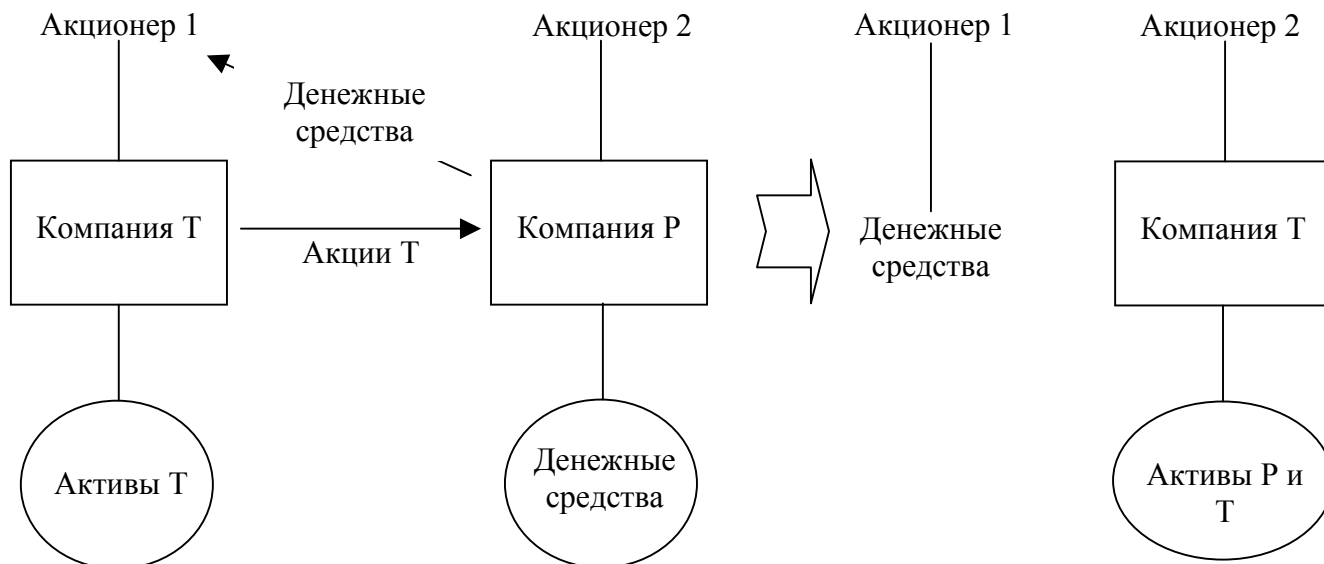 Акционер 1
Акционер 2
Акционер 1
Акционер 2
Денежные
средства
Компания Т
Акции Т
Компания Р
Денежные
средства
Компания Т
Активы Т
Денежные
средства
Активы Р и
Т